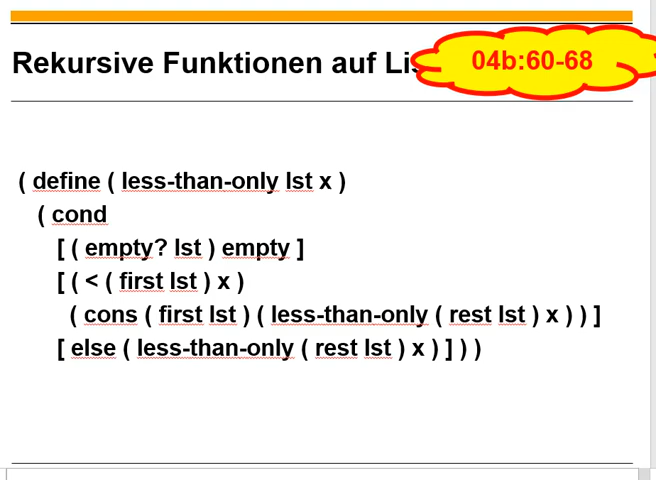 Rekursive Funktionen auf
04b:60-68
( define ( less-than-only lst x )
( cond
[ ( empty? lst ) empty ]
[ ( < ( first lst ) x )
( cons ( first lst ) ( less-than-only ( rest lst ) x ) ) ]
[ else ( less-than-only ( rest lst ) x ) ] ) )